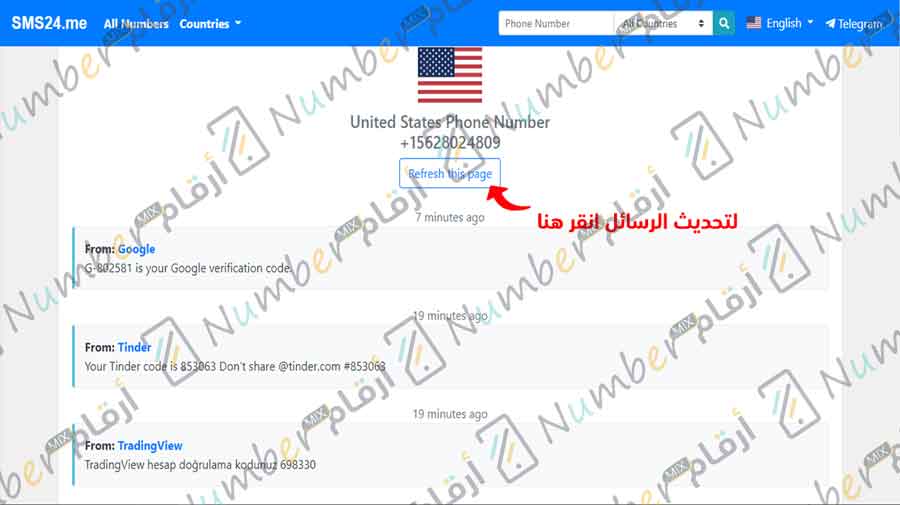 SMS24.me All Numbers Countries Phone Number All Countries English Telegram
United States Phone Number
+15628024809
Refresh this page
لتحديث الرسائل انقر هنا
7 minutes ago
From: Google
G-802581 is your Google verification code.
19 minutes ago
From: Tinder
Your Tinder code is 853063 Don't share @tinder.com #853063
19 minutes ago
From: TradingView
TradingView hesap doğrulama kodunuz 698330
أرقام MIX Number